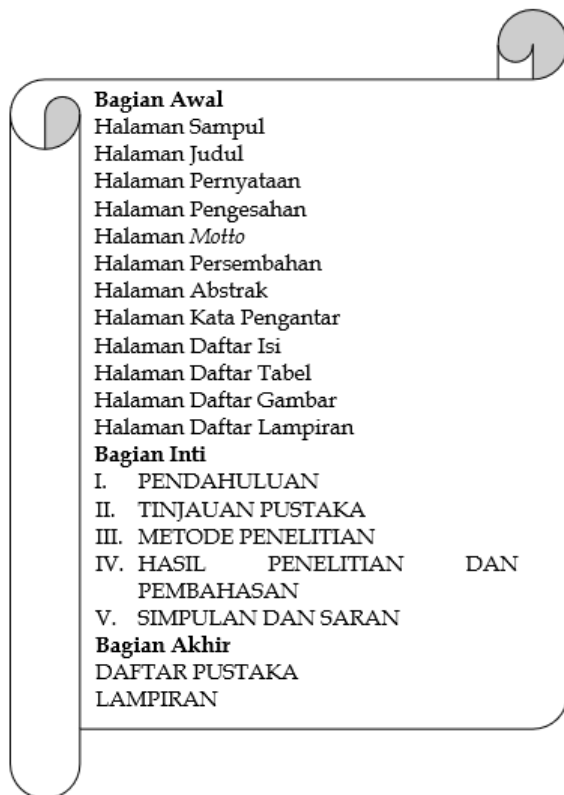 Bagian Awal
Halaman Sampul
Halaman Judul
Halaman Pernyataan
Halaman Pengesahan
Halaman Motto
Halaman Persembahan
Halaman Abstrak
Halaman Kata Pengantar
Halaman Daftar Isi
Halaman Daftar Tabel
Halaman Daftar Gambar
Halaman Daftar Lampiran
Bagian Inti
I. PENDAHULUAN
II. TINJAUAN PUSTAKA
III. METODE PENELITIAN
IV. HASIL PENELITIAN DAN
PEMBAHASAN
V. SIMPULAN DAN SARAN
Bagian Akhir
DAFTAR PUSTAKA
LAMPIRAN